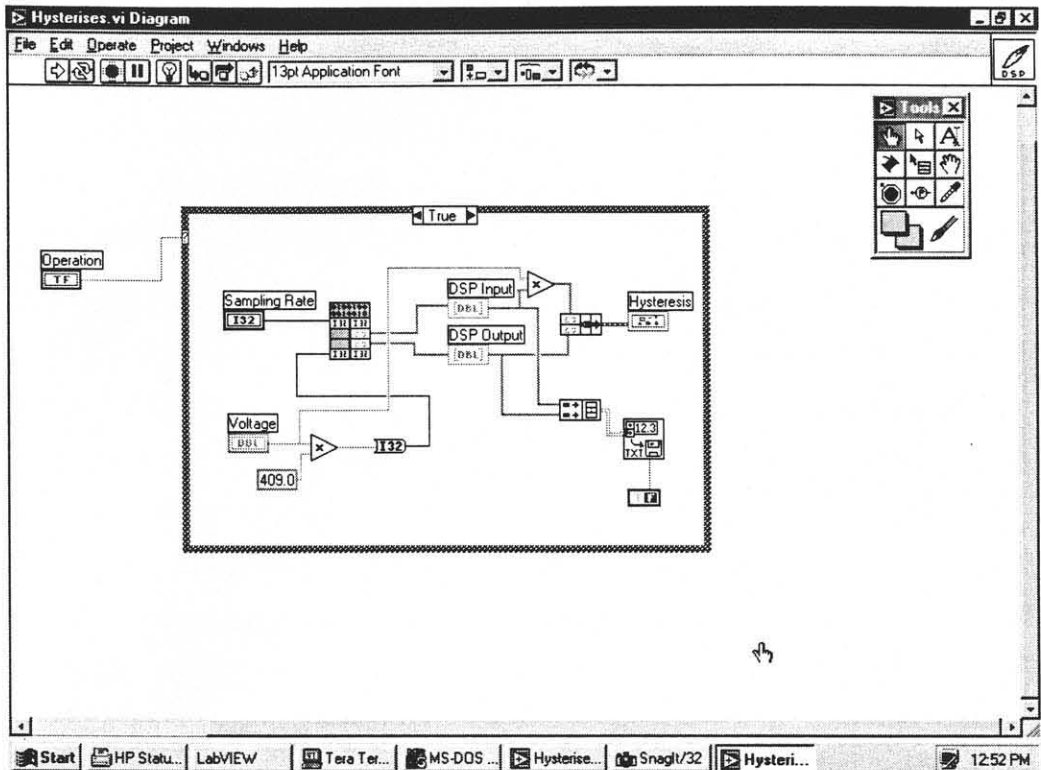 Hysterises.vi Diagram
File Edit Operate Project Windows Help
13pt Application Font
DSP
Tools
A
True
Operation
TF
Sampling Rate
I32
DSP Input
[DBL]
DSP Output
[DBL]
Hysteresis
Voltage
DBL
I32
409.0
12.3
TXT
F
Start HP Statu... LabVIEW Tera Ter... MS-DOS ... Hysterise... SnagIt/32 Hysteri... 12:52 PM